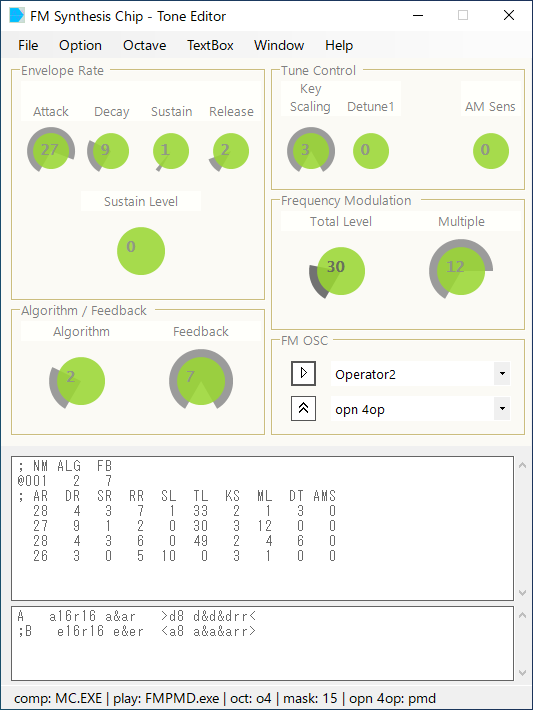 FM Synthesis Chip - Tone Editor
File Option Octave TextBox Window Help
Envelope Rate
Attack Decay Sustain Release
27 9 1 2
Sustain Level
0
Tune Control
Key
Scaling Detune1 AM Sens
3 0 0
Frequency Modulation
Total Level Multiple
30 12
Algorithm / Feedback
Algorithm Feedback
2 7
FM OSC
Operator2
opn 4op
; NM ALG  FB
@001   2   7
; AR  DR  SR  RR  SL  TL  KS  ML  DT AMS
  28   4   3   7   1  33   2   1   3   0
  27   9   1   2   0  30   3  12   0   0
  28   4   3   6   0  49   2   4   6   0
  26   3   0   5  10   0   3   1   0   0
A   a16r16 a&ar   >d8 d&d&drr<
;B   e16r16 e&er  <a8 a&a&arr>
comp: MC.EXE | play: FMPMD.exe | oct: o4 | mask: 15 | opn 4op: pmd